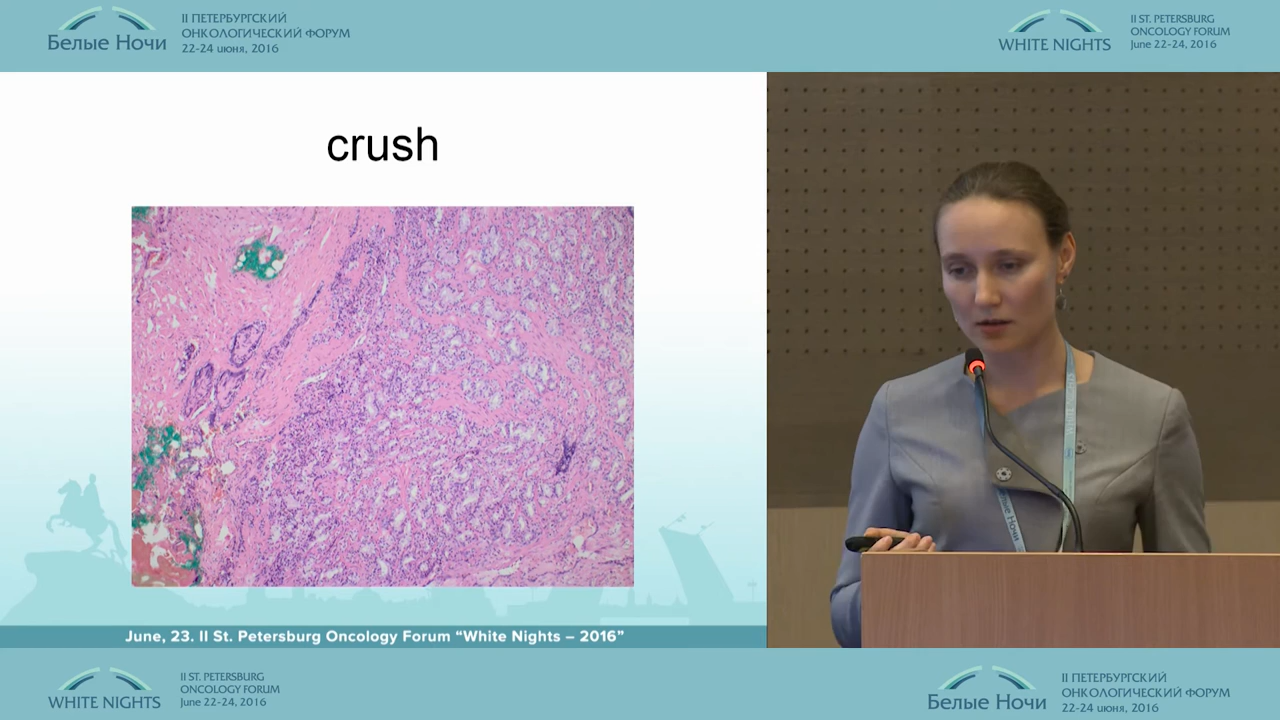 Белые Ночи
II ПЕТЕРБУРГСКИЙ
ОНКОЛОГИЧЕСКИЙ ФОРУМ
22-24 июня, 2016
WHITE NIGHTS
II ST. PETERSBURG
ONCOLOGY FORUM
June 22-24, 2016
crush
Белые Ночи
June, 23. II St. Petersburg Oncology Forum “White Nights – 2016”
WHITE NIGHTS
II ST. PETERSBURG
ONCOLOGY FORUM
June 22-24, 2016
Белые Ночи
II ПЕТЕРБУРГСКИЙ
ОНКОЛОГИЧЕСКИЙ ФОРУМ
22-24 июня, 2016